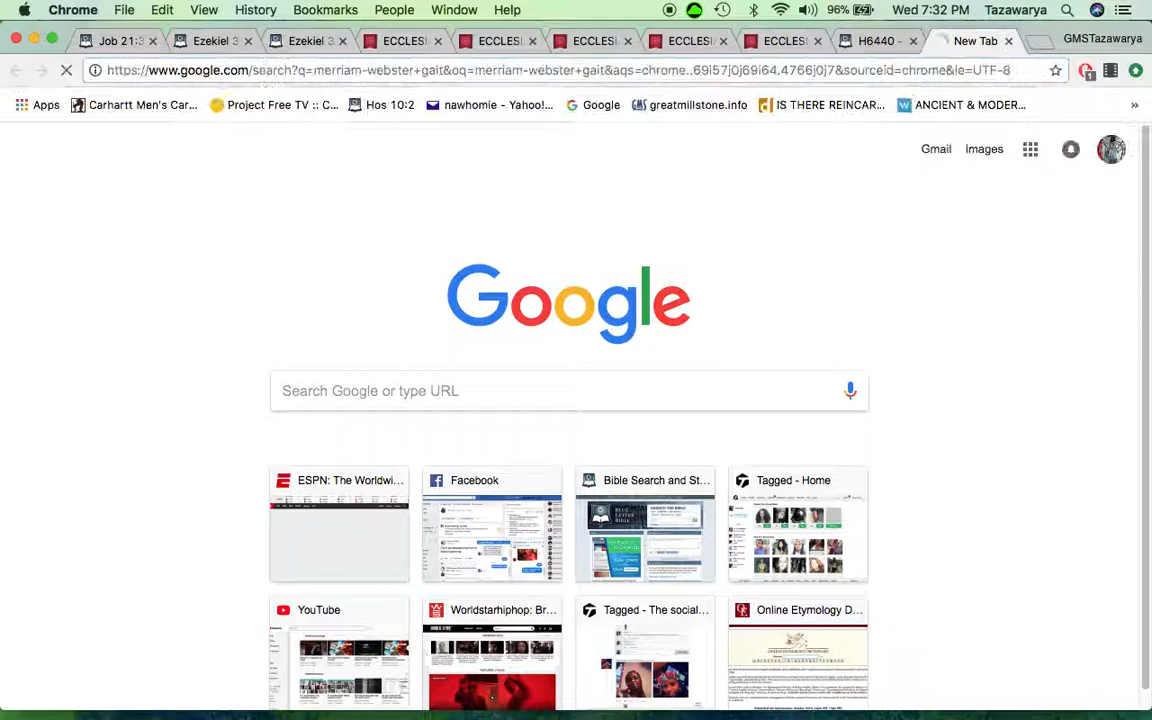 Chrome File Edit View History Bookmarks People Window Help 96% Wed 7:32 PM Tazawarya
Job 21:3 Ezekiel 3 Ezekiel 3 ECCLESI ECCLESI ECCLESI ECCLESI ECCLESI H6440 - New Tab GMSTazawarya
https://www.google.com/search?q=merriam-webster+gait&oq=merriam-webster+gait&aqs=chrome..69i57j0j69i64.4766j0j7&sourceid=chrome&ie=UTF-8
Apps Carhartt Men's Car... Project Free TV :: C... Hos 10:2 nawhomie - Yahoo!... Google greatmillstone.info IS THERE REINCAR... ANCIENT & MODER... »
Gmail Images
Google
Search Google or type URL
ESPN: The Worldwi... Facebook Bible Search and St... Tagged - Home
YouTube Worldstarhiphop: Br... Tagged - The social... Online Etymology D...